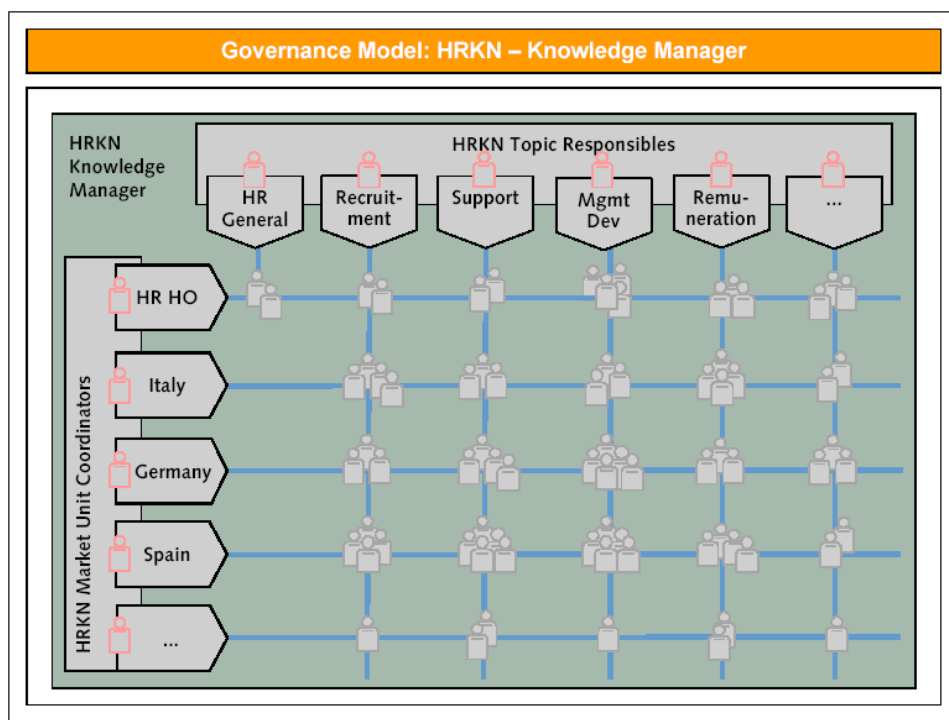 Governance Model: HRKN – Knowledge Manager
HRKN
Knowledge
Manager
HRKN Topic Responsibles
HR
General
Recruit-
ment
Support
Mgmt
Dev
Remu-
neration
...
HRKN Market Unit Coordinators
HR HO
Italy
Germany
Spain
...